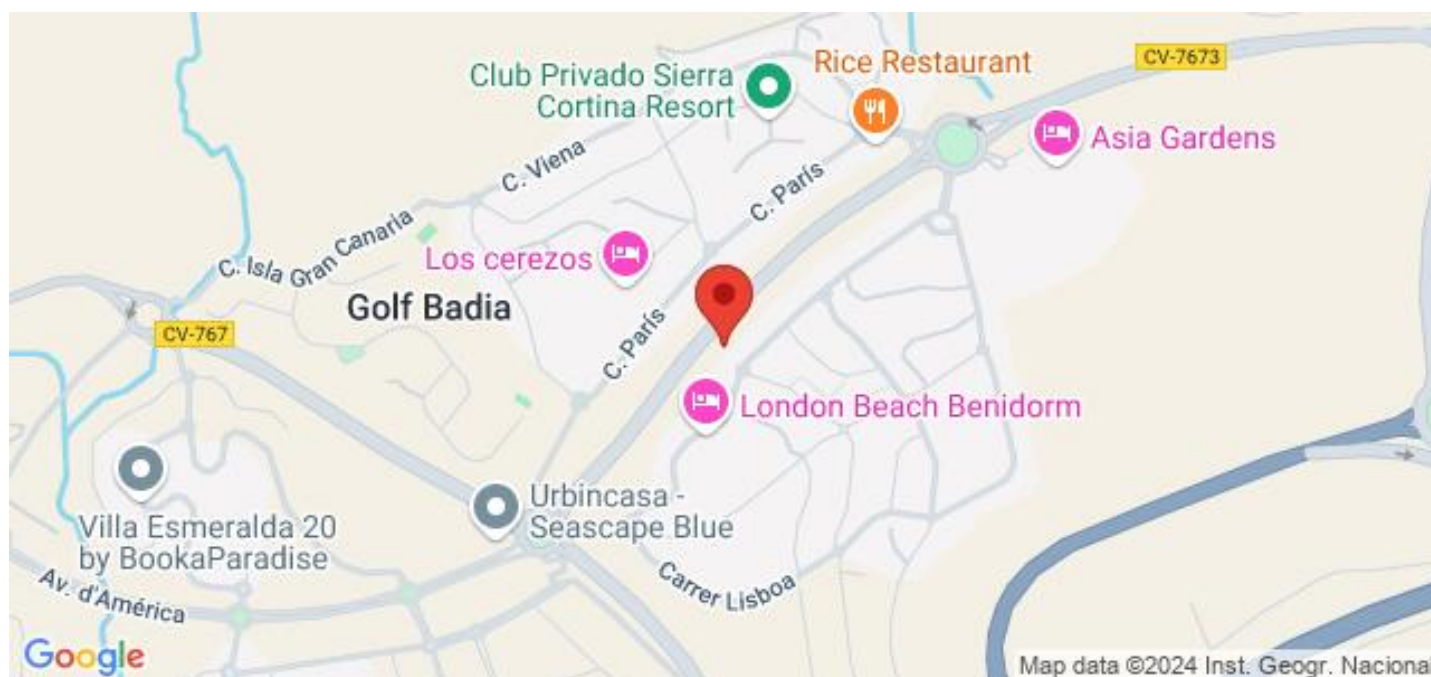 CV-7673
Rice Restaurant
Club Privado Sierra
Cortina Resort
Asia Gardens
C. Viena
C. París
C. Isla Gran Canaria
Los cerezos
Golf Badia
CV-767
C. París
London Beach Benidorm
Urbincasa -
Seascape Blue
Villa Esmeralda 20
by BookaParadise
Carrer Lisboa
Av. d'América
Google
Map data ©2024 Inst. Geogr. Nacional